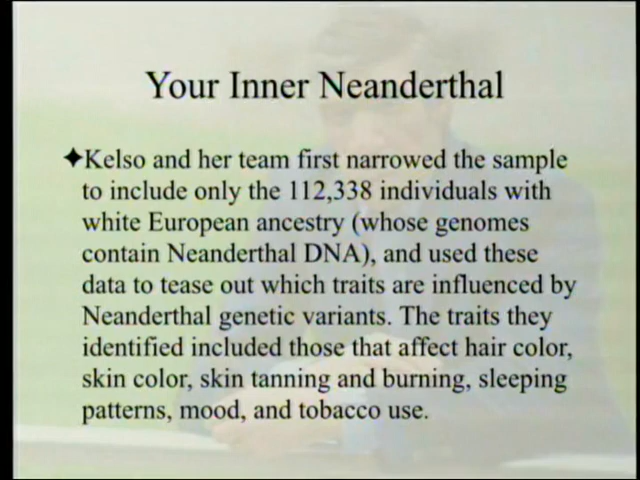 Your Inner Neanderthal
✦Kelso and her team first narrowed the sample
to include only the 112,338 individuals with
white European ancestry (whose genomes
contain Neanderthal DNA), and used these
data to tease out which traits are influenced by
Neanderthal genetic variants. The traits they
identified included those that affect hair color,
skin color, skin tanning and burning, sleeping
patterns, mood, and tobacco use.